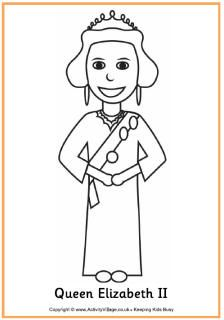 Queen Elizabeth II
Copyright © www.ActivityVillage.co.uk - Keeping Kids Busy